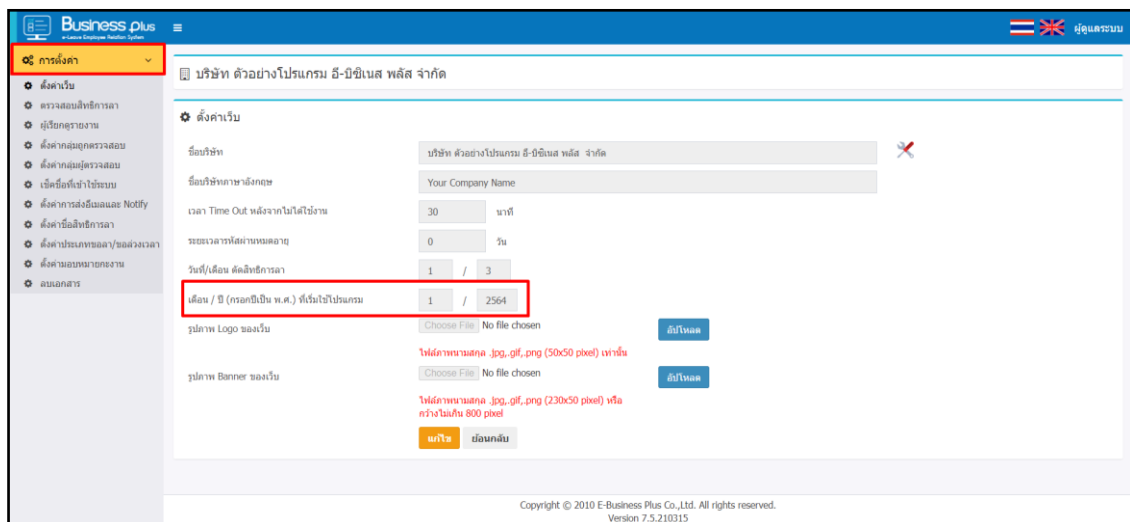 Business plus
e-Leave Employee Relation System
ผู้ดูแลระบบ
การตั้งค่า
ตั้งค่าเว็บ
ตรวจสอบสิทธิการลา
ผู้เรียกดูรายงาน
ตั้งค่ากลุ่มถูกตรวจสอบ
ตั้งค่ากลุ่มผู้ตรวจสอบ
เช็คชื่อที่เข้าใช้ระบบ
ตั้งค่าการส่งอีเมลและ Notify
ตั้งค่าชื่อสิทธิการลา
ตั้งค่าประเภทขอลา/ขอล่วงเวลา
ตั้งค่ามอบหมายกะงาน
ลบเอกสาร
บริษัท ตัวอย่างโปรแกรม อี-บิซิเนส พลัส จำกัด
ตั้งค่าเว็บ
ชื่อบริษัท บริษัท ตัวอย่างโปรแกรม อี-บิซิเนส พลัส จำกัด
ชื่อบริษัทภาษาอังกฤษ Your Company Name
เวลา Time Out หลังจากไม่ได้ใช้งาน 30 นาที
ระยะเวลารหัสผ่านหมดอายุ 0 วัน
วันที่/เดือน ตัดสิทธิการลา 1 / 3
เดือน / ปี (กรอกปีเป็น พ.ศ.) ที่เริ่มใช้โปรแกรม 1 / 2564
รูปภาพ Logo ของเว็บ Choose File No file chosen อัปโหลด
ไฟล์ภาพนามสกุล .jpg,.gif,.png (50x50 pixel) เท่านั้น
รูปภาพ Banner ของเว็บ Choose File No file chosen อัปโหลด
ไฟล์ภาพนามสกุล .jpg,.gif,.png (230x50 pixel) หรือ
กว้างไม่เกิน 800 pixel
แก้ไข ย้อนกลับ
Copyright © 2010 E-Business Plus Co.,Ltd. All rights reserved.
Version 7.5.210315